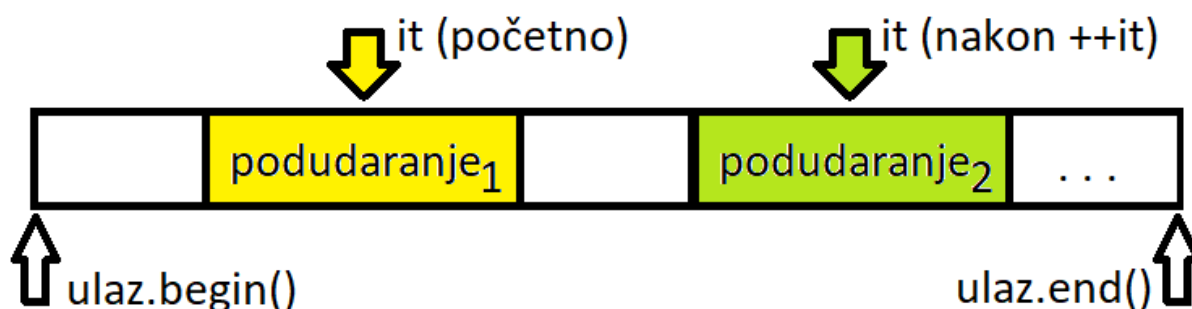 it (početno) it (nakon ++it)
podudaranje₁ podudaranje₂ . . .
ulaz.begin() ulaz.end()